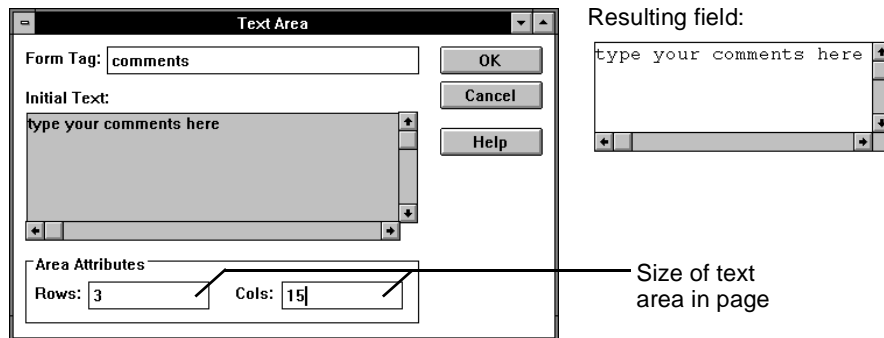 Text Area
Form Tag: comments
OK
Initial Text:
Cancel
type your comments here
Help
Area Attributes
Rows: 3 Cols: 15
Resulting field:
type your comments here
Size of text
area in page